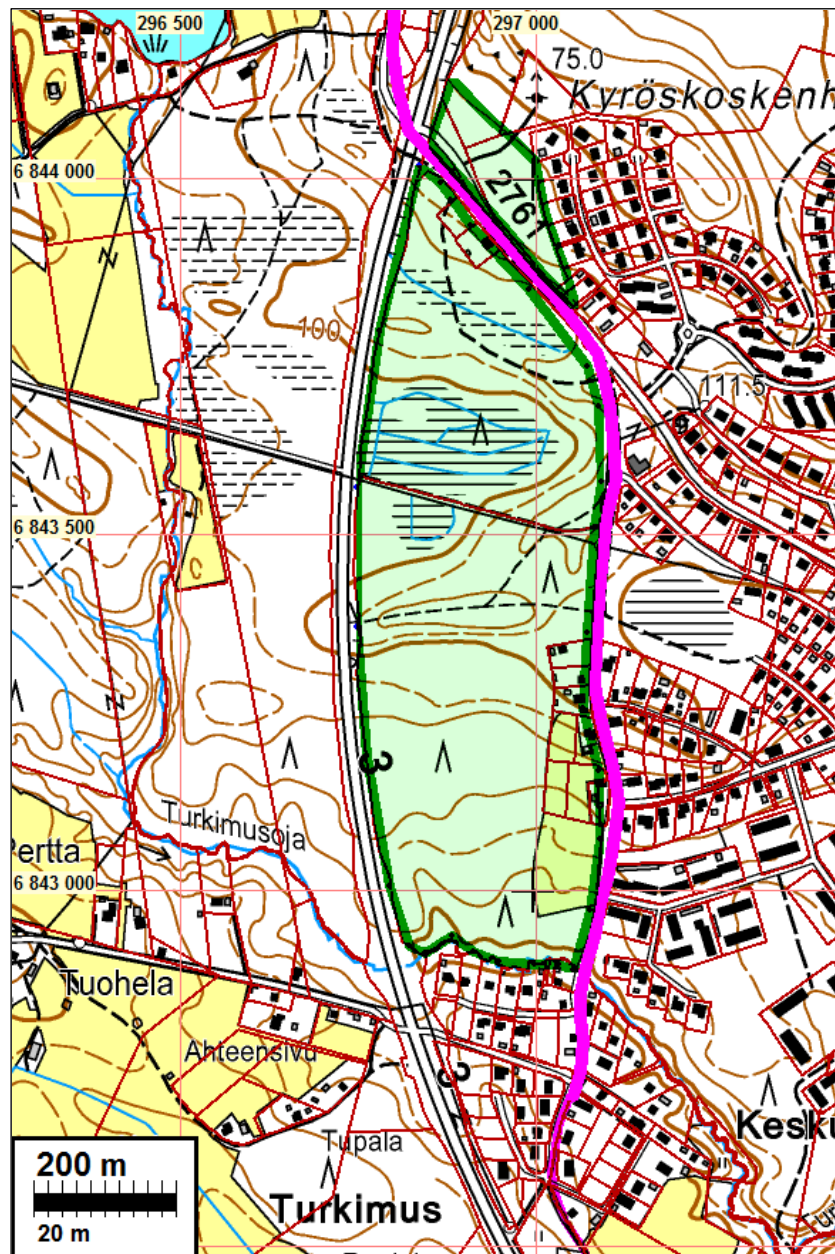 296 500
297 000
75.0
Kyröskoskenh
6 844 000
2761
100
111.5
6 843 500
3
Turkimusoja
Pertta
6 843 000
Tuohela
Ahteensivu
3
Kesku
Tupala
200 m
20 m
Turkimus